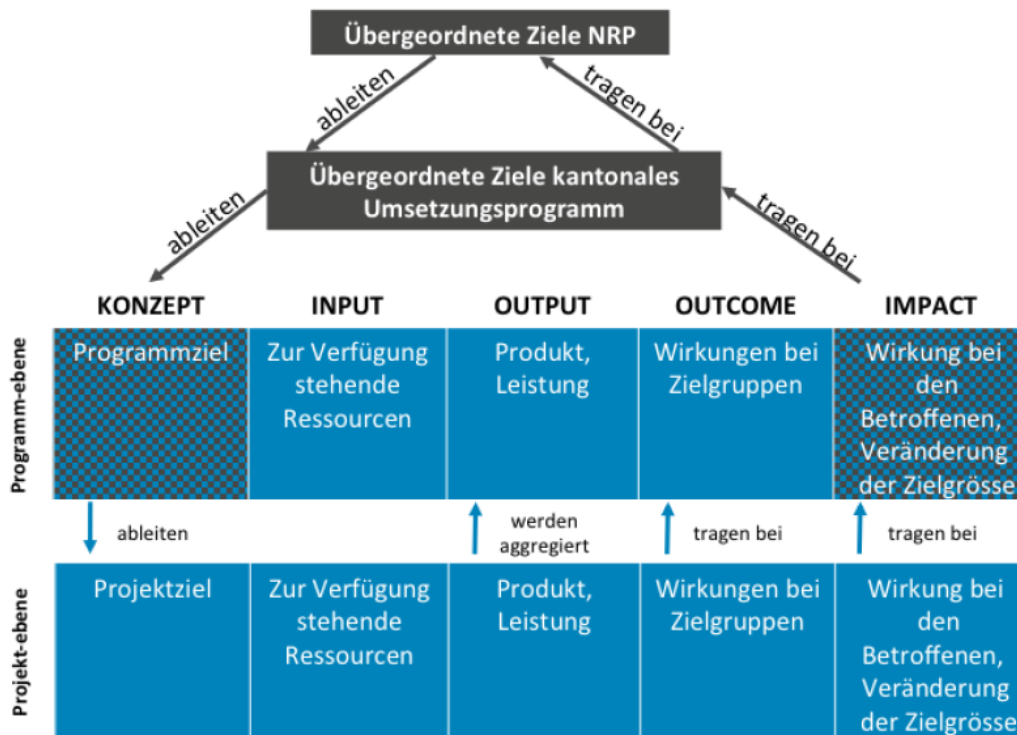 Übergeordnete Ziele NRP
ableiten
tragen bei
Übergeordnete Ziele kantonales
Umsetzungsprogramm
ableiten
tragen bei
KONZEPT
INPUT
OUTPUT
OUTCOME
IMPACT
Programm-ebene
Programmziel
Zur Verfügung
stehende
Ressourcen
Produkt,
Leistung
Wirkungen bei
Zielgruppen
Wirkung bei
den
Betroffenen,
Veränderung
der Zielgrösse
ableiten
werden
aggregiert
tragen bei
tragen bei
Projekt-ebene
Projektziel
Zur Verfügung
stehende
Ressourcen
Produkt,
Leistung
Wirkungen bei
Zielgruppen
Wirkung bei
den
Betroffenen,
Veränderung
der Zielgrösse